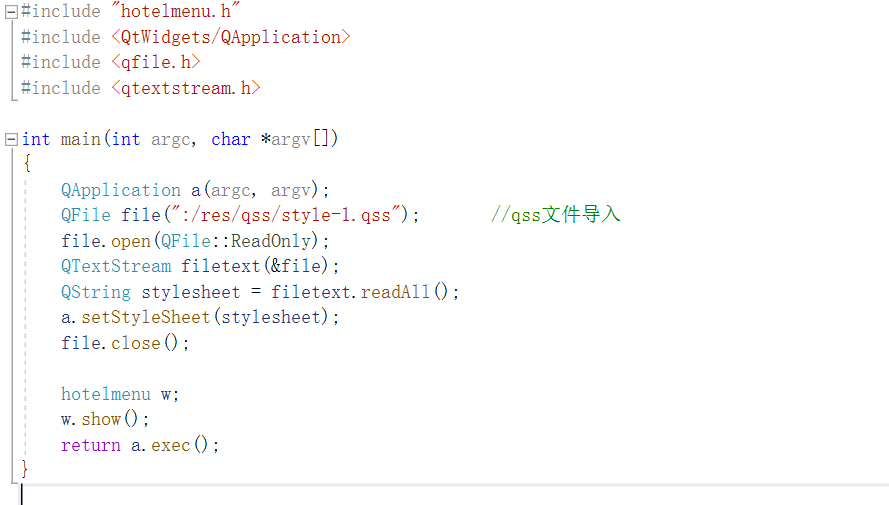 #include "hotelmenu.h"
#include <QtWidgets/QApplication>
#include <qfile.h>
#include <qtextstream.h>
int main(int argc, char *argv[])
{
QApplication a(argc, argv);
QFile file(":/res/qss/style-1.qss"); //qss文件导入
file.open(QFile::ReadOnly);
QTextStream filetext(&file);
QString stylesheet = filetext.readAll();
a.setStyleSheet(stylesheet);
file.close();
hotelmenu w;
w.show();
return a.exec();
}